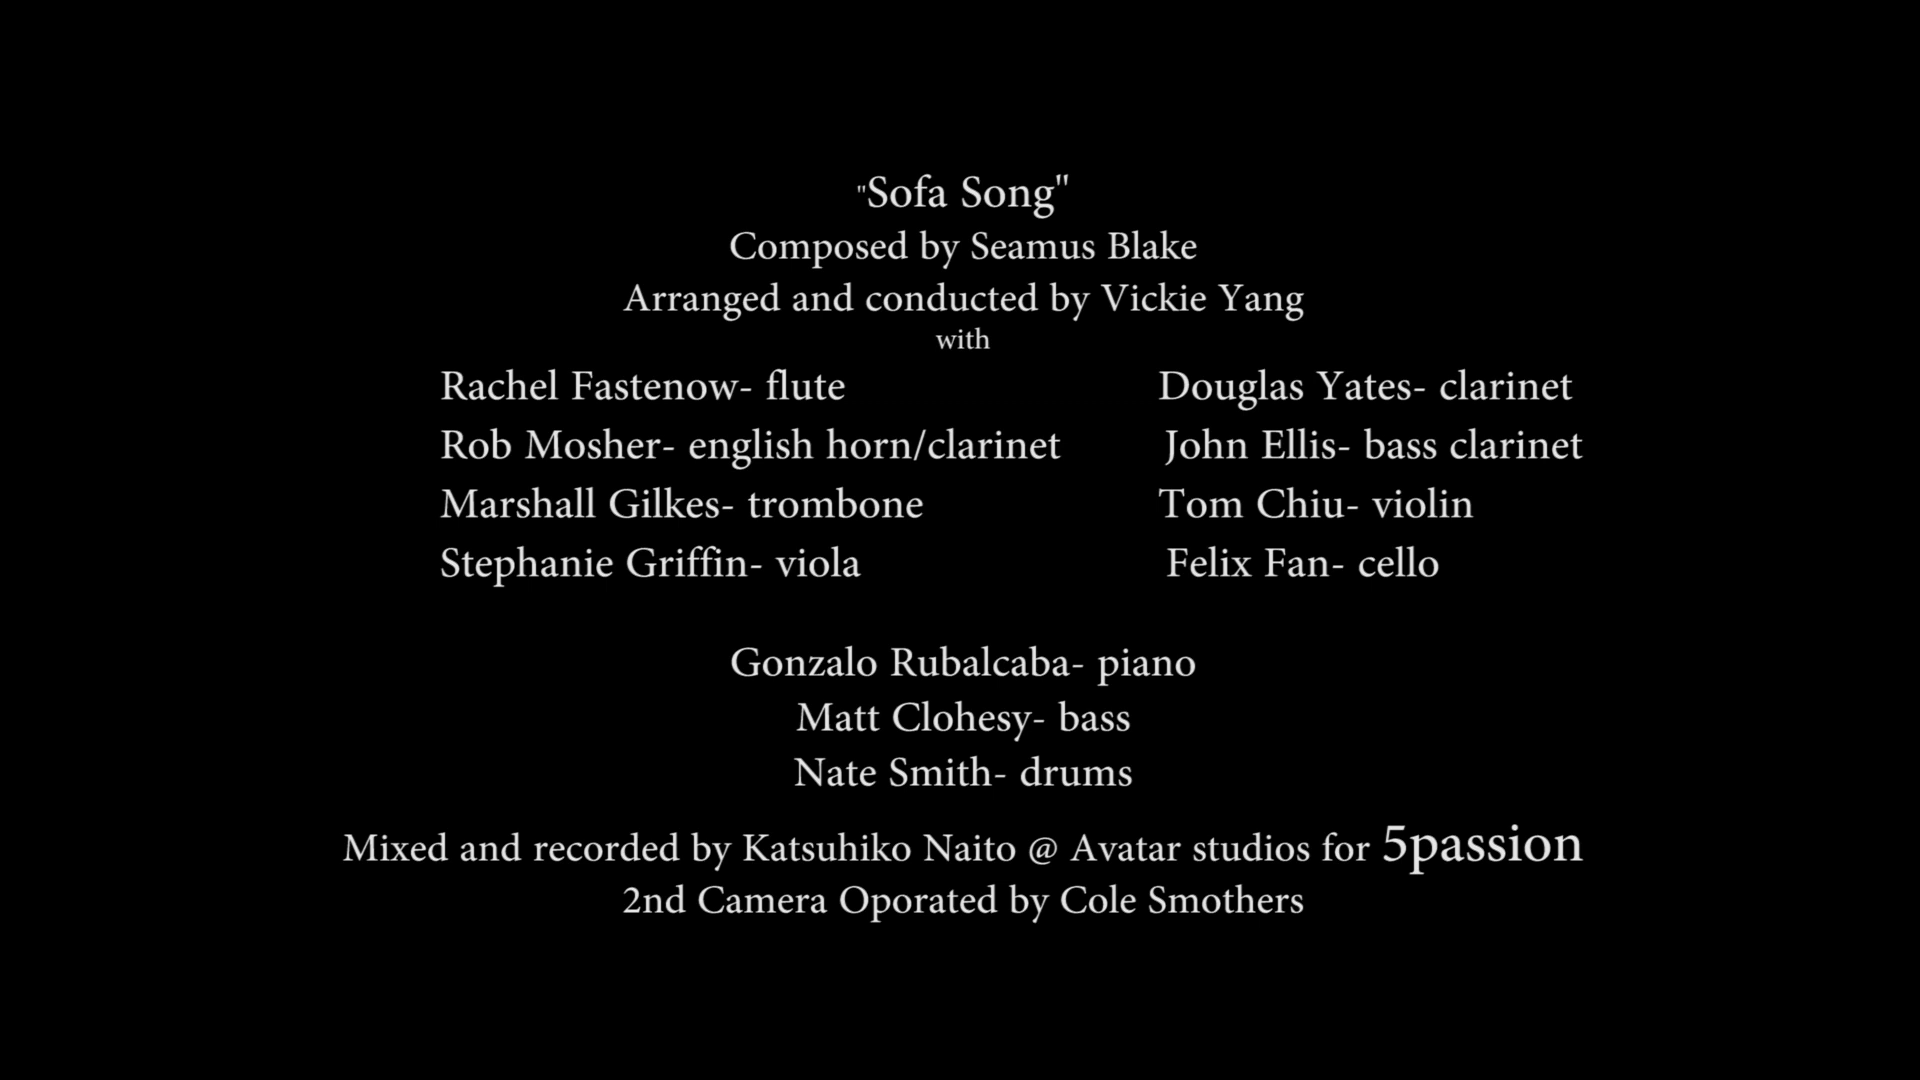 "Sofa Song"
Composed by Seamus Blake
Arranged and conducted by Vickie Yang
with
Rachel Fastenow- flute Douglas Yates- clarinet
Rob Mosher- english horn/clarinet John Ellis- bass clarinet
Marshall Gilkes- trombone Tom Chiu- violin
Stephanie Griffin- viola Felix Fan- cello
Gonzalo Rubalcaba- piano
Matt Clohesy- bass
Nate Smith- drums
Mixed and recorded by Katsuhiko Naito @ Avatar studios for 5passion
2nd Camera Oporated by Cole Smothers